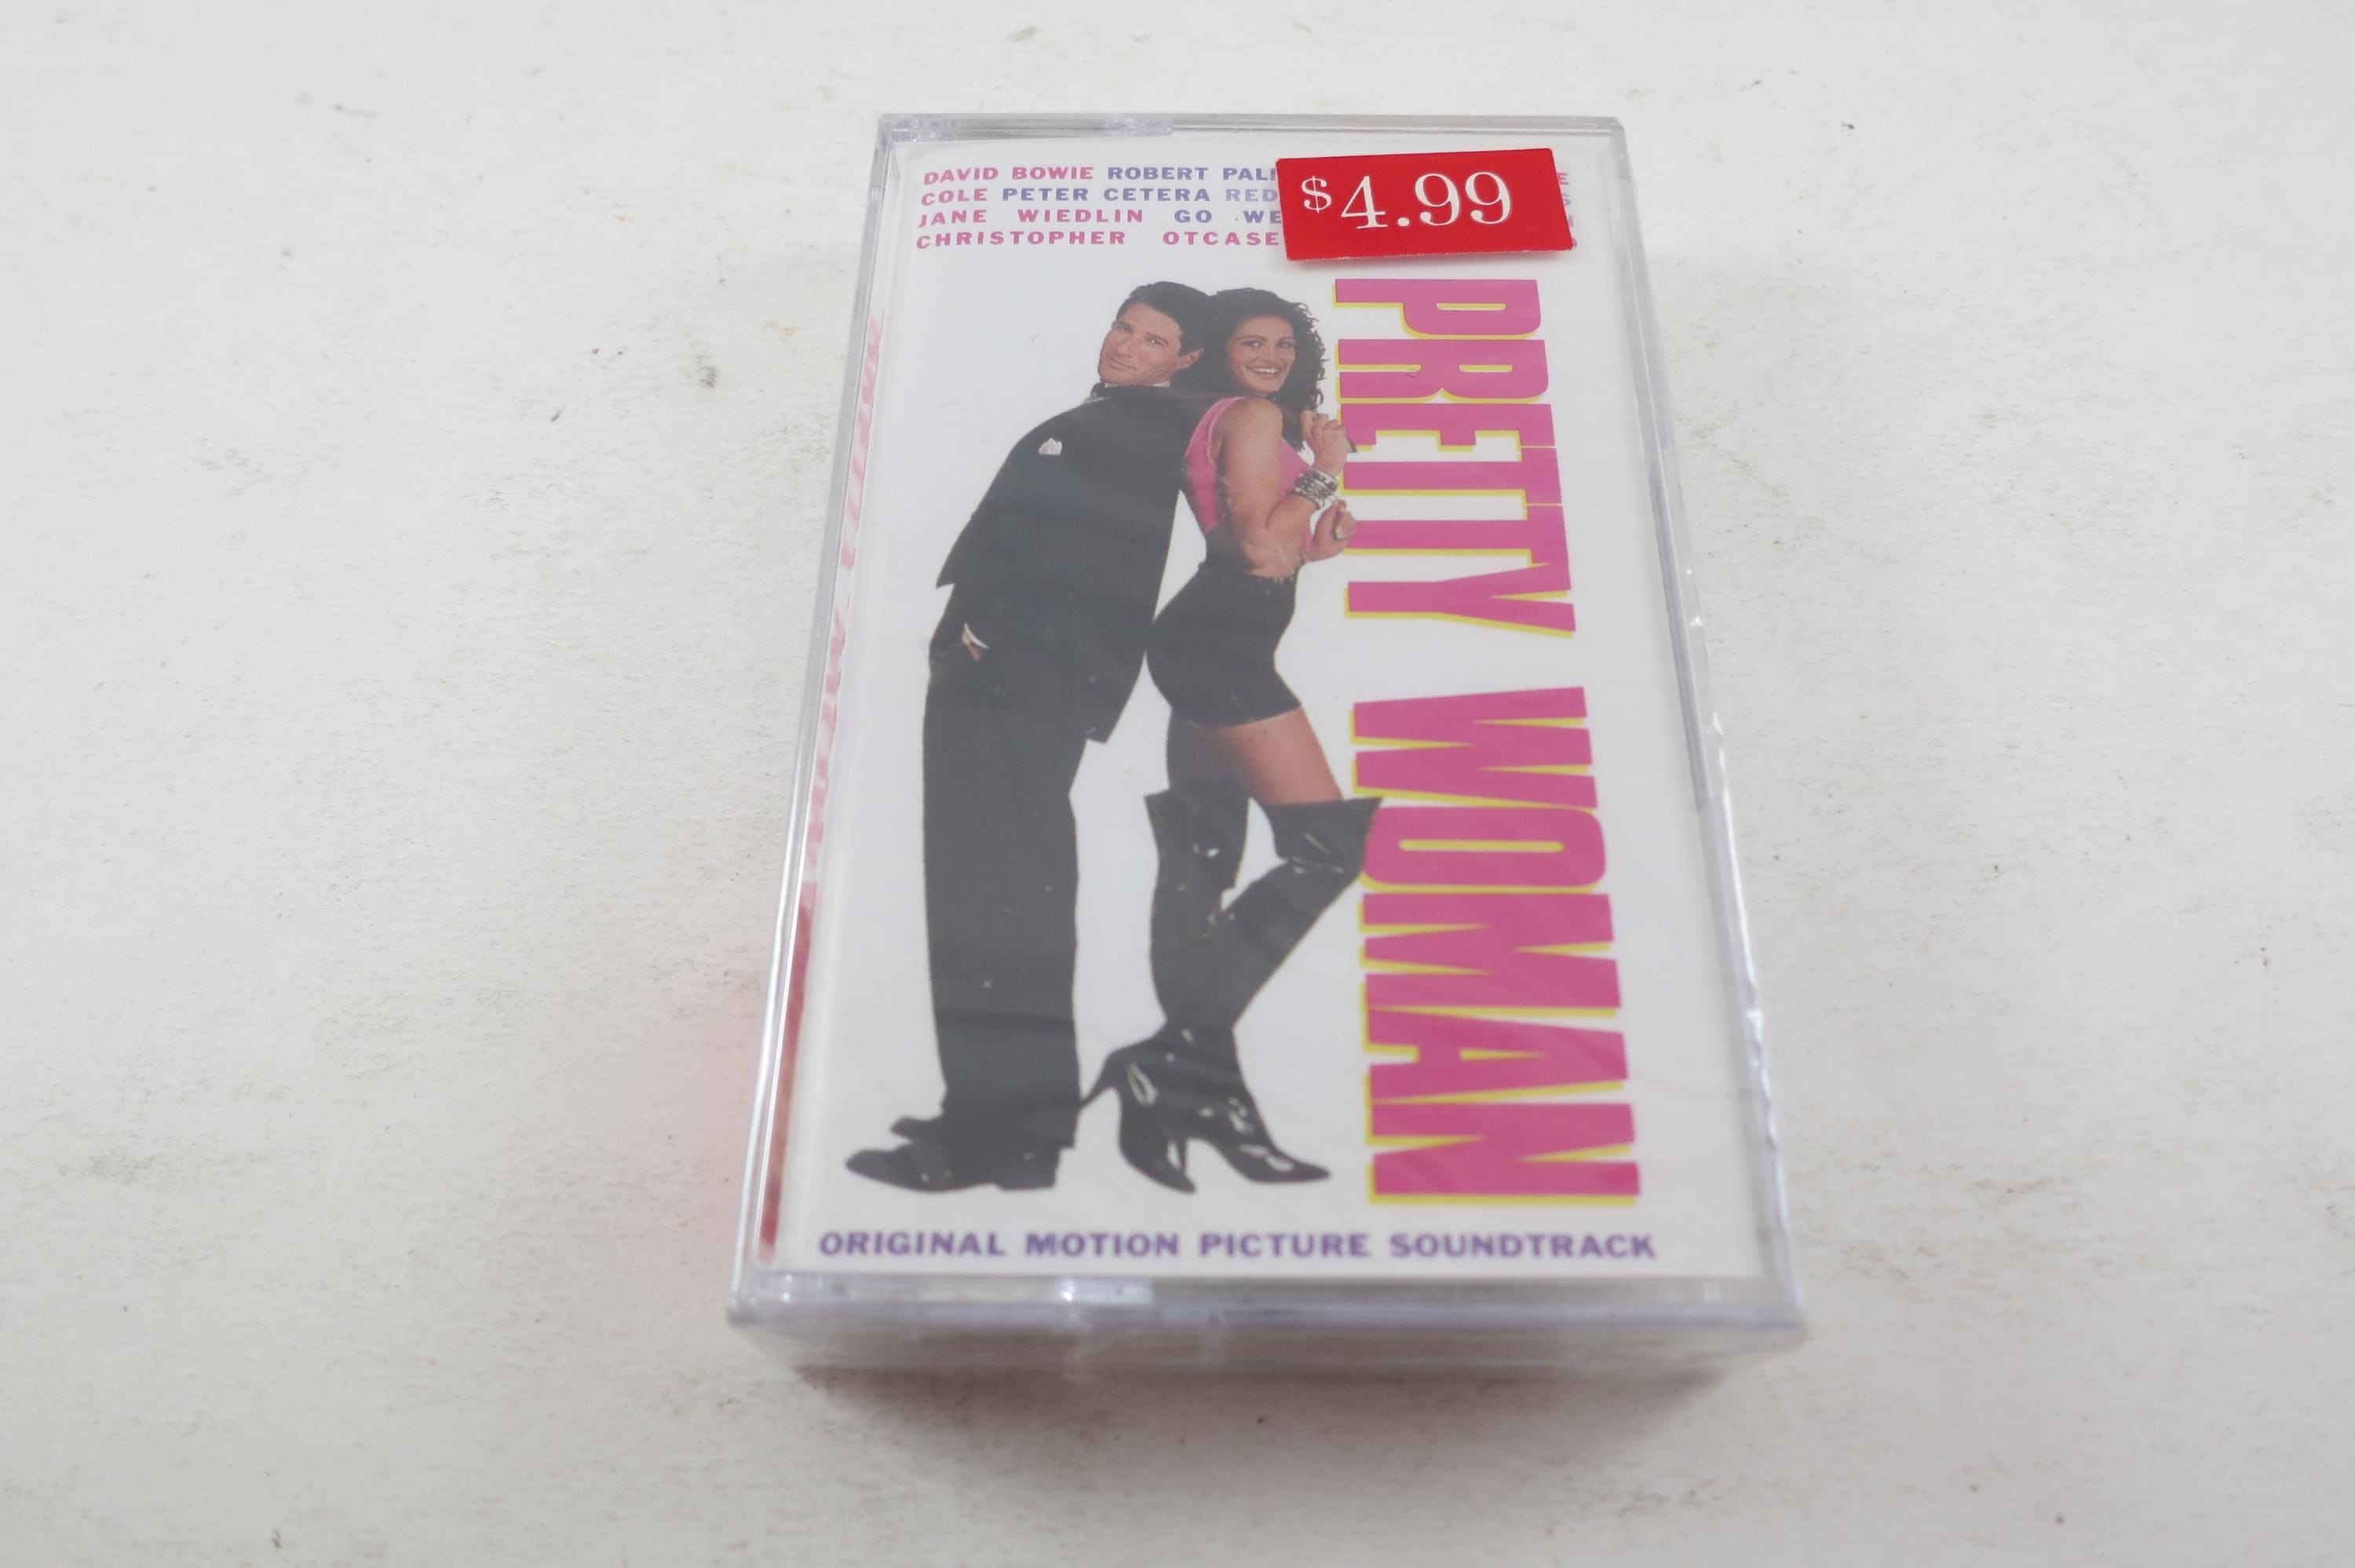 DAVID BOWIE ROBERT
COLE PETER CETERA RED
JANE WIEDLIN GO WE
CHRISTOPHER OTCASE
$4.99
PRETTY WOMAN
ORIGINAL MOTION PICTURE SOUNDTRACK